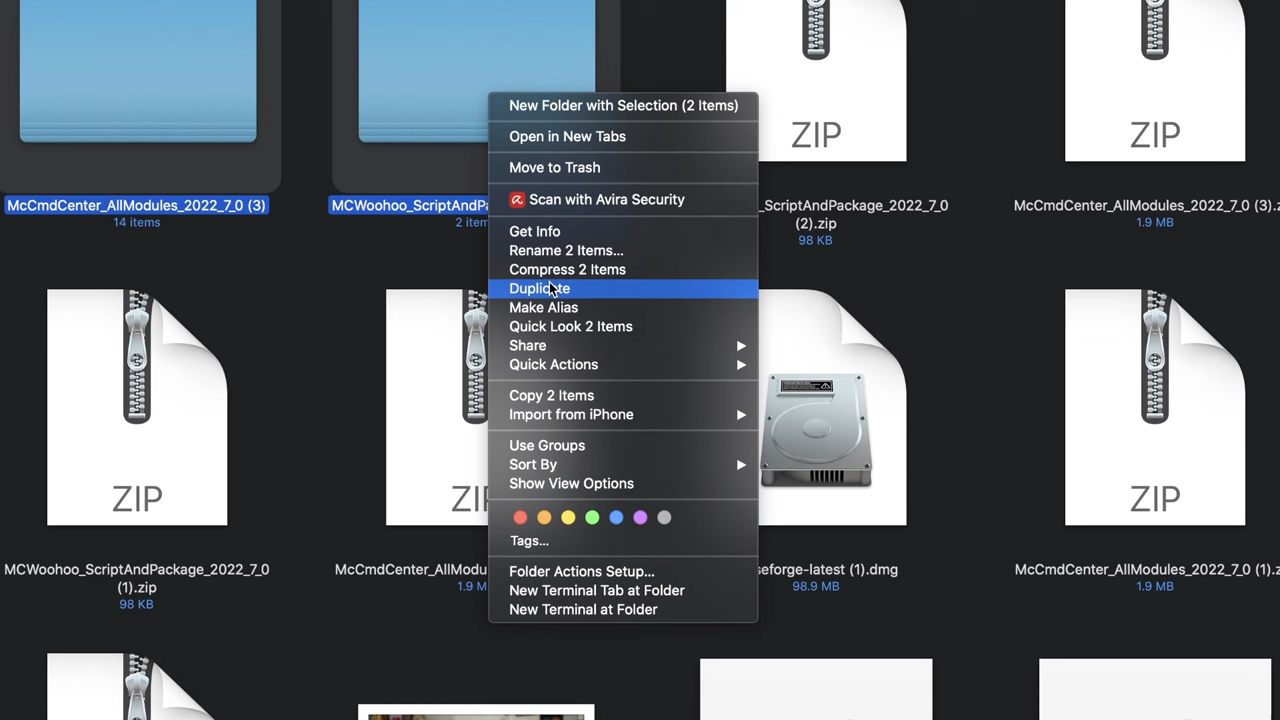 New Folder with Selection (2 Items)
ZIP
ZIP
Open in New Tabs
Move to Trash
Scan with Avira Security
McCmdCenter_AllModules_2022_7_0 (3)
14 items
MCWoohoo_ScriptAndP
2 item
_ScriptAndPackage_2022_7_0
(2).zip
98 KB
McCmdCenter_AllModules_2022_7_0 (3).z
1.9 MB
Get Info
Rename 2 Items...
Compress 2 Items
Duplicate
Make Alias
Quick Look 2 Items
Share
Quick Actions
Copy 2 Items
Import from iPhone
Use Groups
Sort By
Show View Options
ZIP
ZIP
ZIP
Tags...
MCWoohoo_ScriptAndPackage_2022_7_0
(1).zip
98 KB
McCmdCenter_AllModu
1.9 M
seforge-latest (1).dmg
98.9 MB
McCmdCenter_AllModules_2022_7_0 (1).z
1.9 MB
Folder Actions Setup...
New Terminal Tab at Folder
New Terminal at Folder